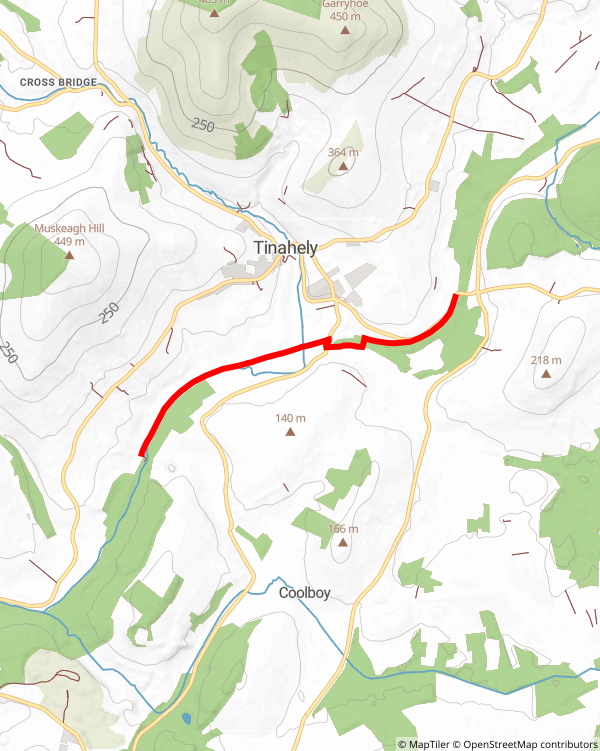 483 m
Garryhoe
450 m
CROSS BRIDGE
250
364 m
Muskeagh Hill
449 m
Tinahely
250
250
218 m
140 m
166 m
Coolboy
© MapTiler © OpenStreetMap contributors